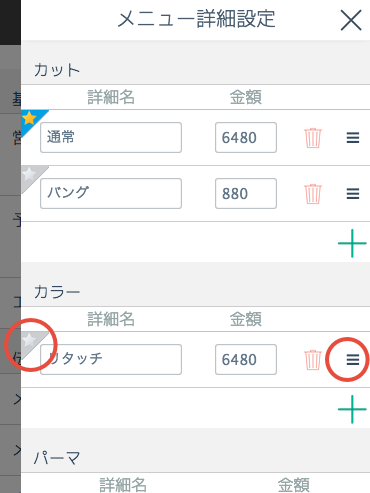 メニュー詳細設定
カット
詳細名 金額
通常 6480
バング 880
カラー
詳細名 金額
リタッチ 6480
パーマ
詳細名 金額